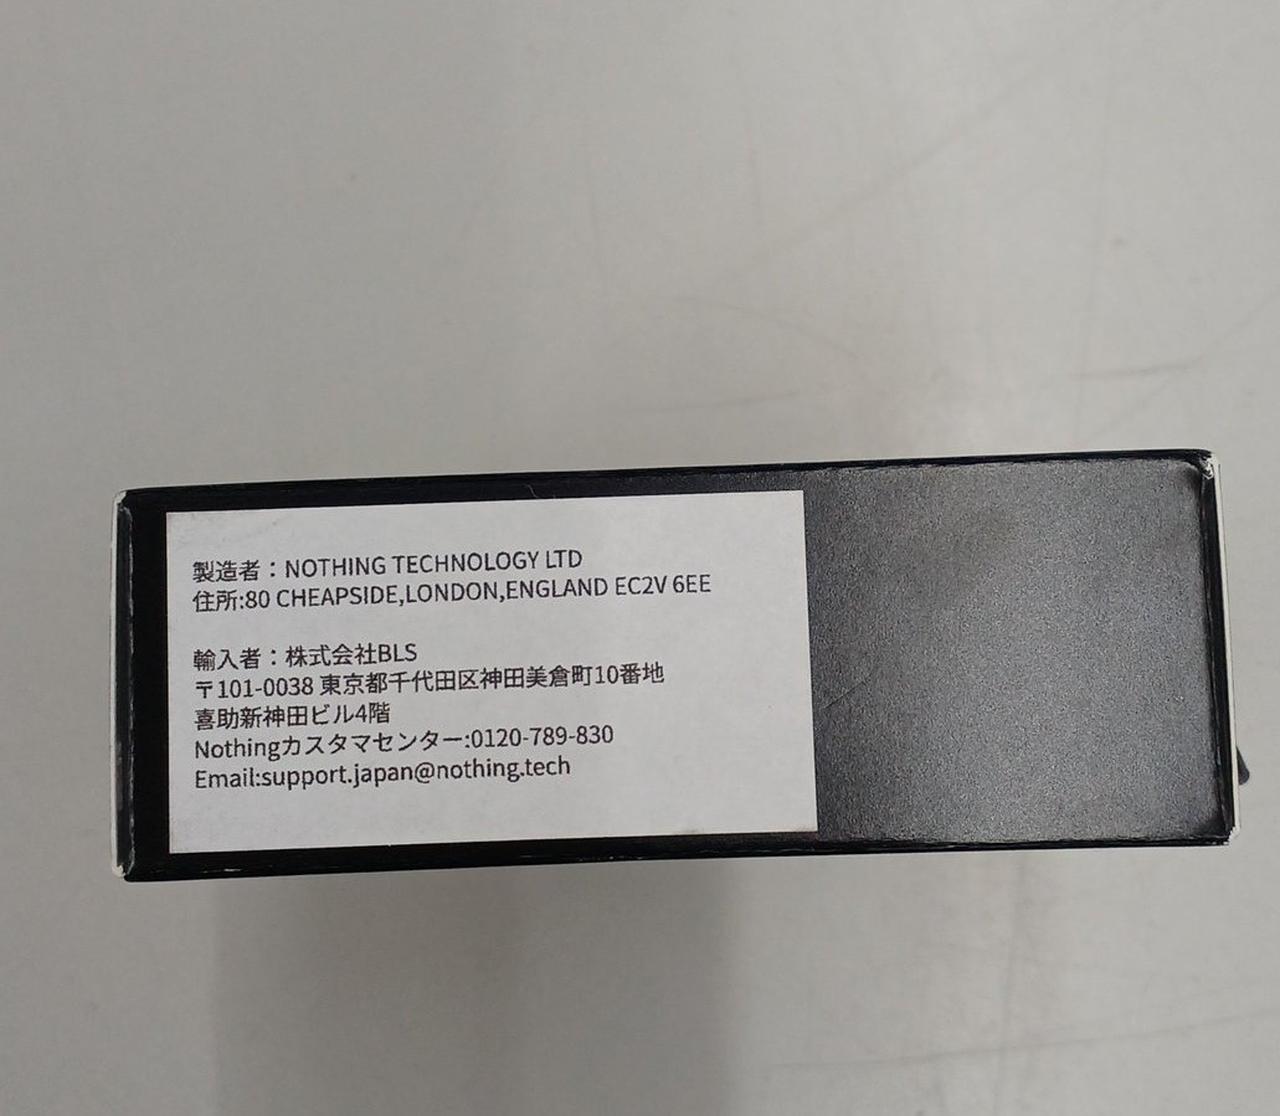 製造者：NOTHING TECHNOLOGY LTD
住所:80 CHEAPSIDE,LONDON,ENGLAND EC2V 6EE
輸入者：株式会社BLS
〒101-0038 東京都千代田区神田美倉町10番地
喜助新神田ビル4階
Nothingカスタマセンター:0120-789-830
Email:support.japan@nothing.tech